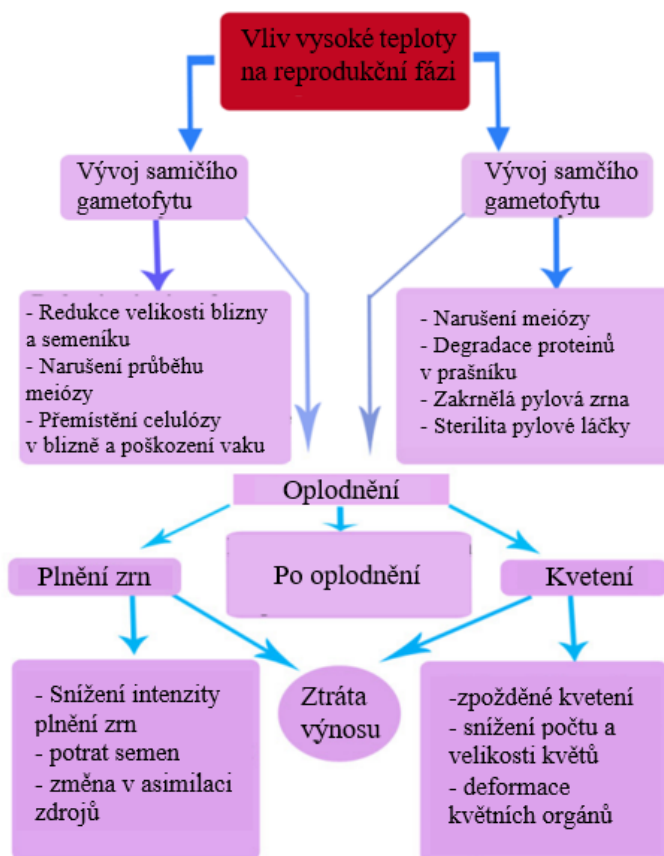 Vliv vysoké teploty
na reprodukční fázi
Vývoj samičího
gametofytu
Vývoj samčího
gametofytu
- Redukce velikosti blizny
a semeníku
- Narušení průběhu
meiózy
- Přemístění celulózy
v blizně a poškození vaku
- Narušení meiózy
- Degradace proteinů
v prašníku
- Zakrnělá pylová zrna
- Sterilita pylové láčky
Oplodnění
Plnění zrn
Po oplodnění
Kvetení
- Snížení intenzity
plnění zrn
- potrat semen
- změna v asimilaci
zdrojů
Ztráta
výnosu
-zpožděné kvetení
- snížení počtu a
velikosti květů
- deformace
květních orgánů